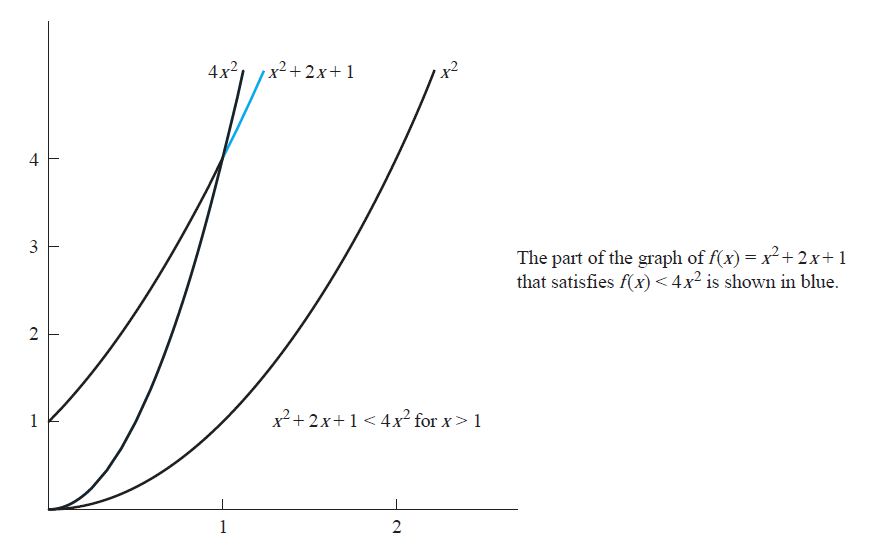 4x² x² + 2x + 1 x²
4
3
The part of the graph of f(x) = x² + 2x + 1
that satisfies f(x) < 4x² is shown in blue.
2
1
x² + 2x + 1 < 4x² for x > 1
1 2